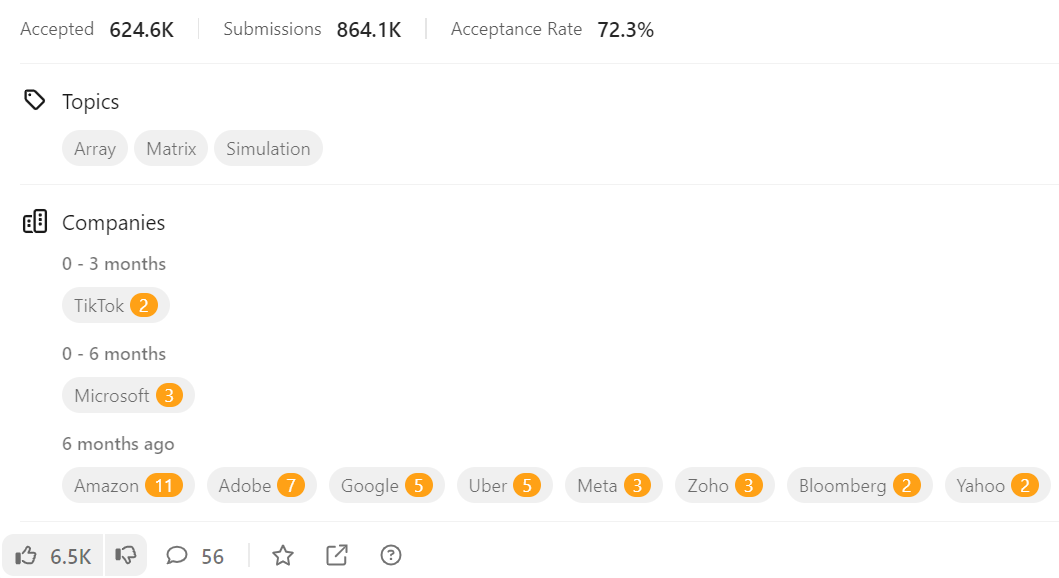 Accepted 624.6K Submissions 864.1K Acceptance Rate 72.3%
Topics
Array Matrix Simulation
Companies
0 - 3 months
TikTok 2
0 - 6 months
Microsoft 3
6 months ago
Amazon 11 Adobe 7 Google 5 Uber 5 Meta 3 Zoho 3 Bloomberg 2 Yahoo 2
6.5K 56